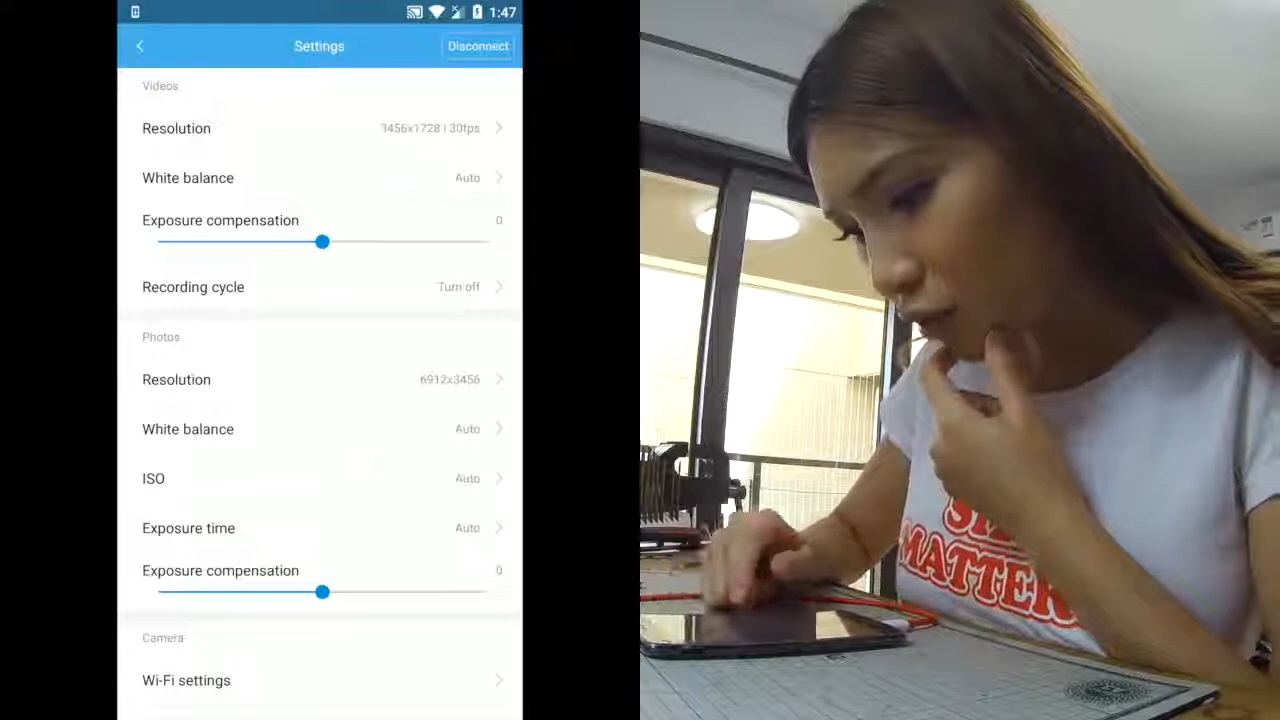 1:47
Settings
Disconnect
Videos
Resolution 3456x1728 | 30fps
White balance Auto
Exposure compensation 0
Recording cycle Turn off
Photos
Resolution 6912x3456
White balance Auto
ISO Auto
Exposure time Auto
Exposure compensation 0
Camera
Wi-Fi settings
MATTER